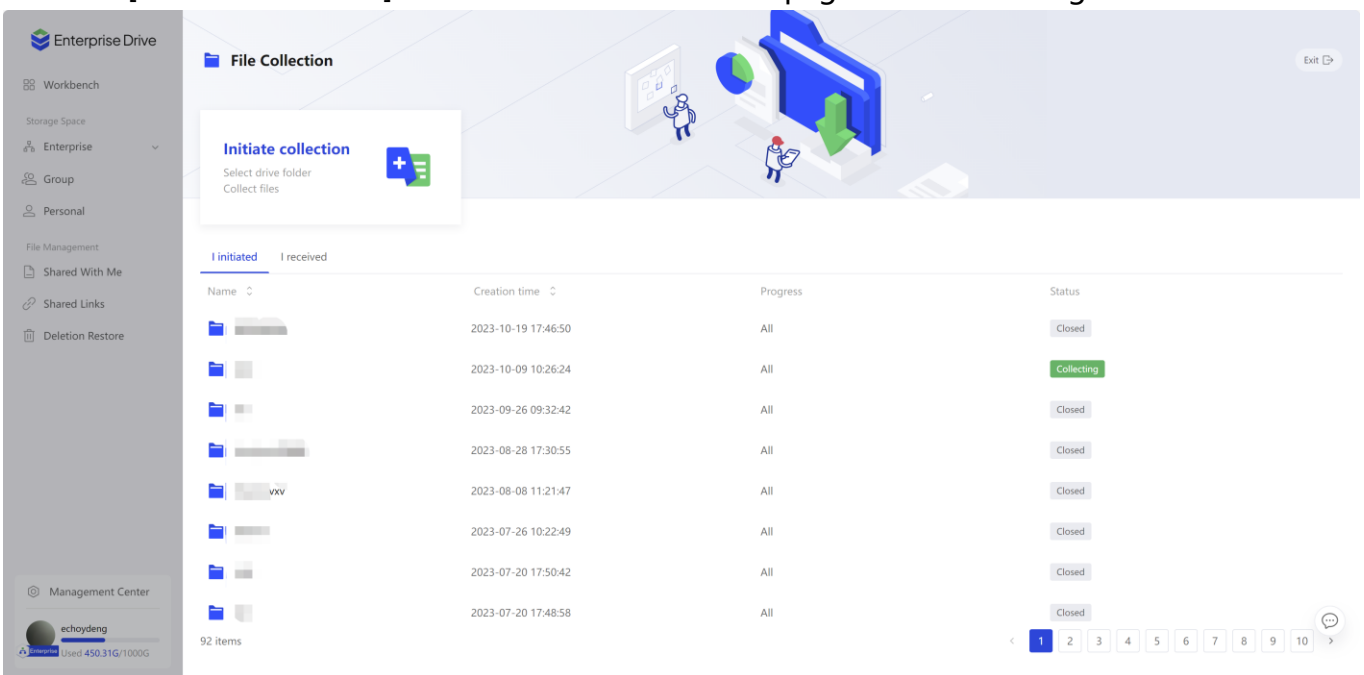 Enterprise Drive
Workbench
Storage Space
Enterprise
Group
Personal
File Management
Shared With Me
Shared Links
Deletion Restore
Management Center
echoydeng
Enterprise
Used 450.31G/1000G
File Collection
Exit
Initiate collection
Select drive folder
Collect files
I initiated I received
Name Creation time Progress Status
2023-10-19 17:46:50 All Closed
2023-10-09 10:26:24 All Collecting
2023-09-26 09:32:42 All Closed
2023-08-28 17:30:55 All Closed
vxv 2023-08-08 11:21:47 All Closed
2023-07-26 10:22:49 All Closed
2023-07-20 17:50:42 All Closed
2023-07-20 17:48:58 All Closed
92 items < 1 2 3 4 5 6 7 8 9 10 >